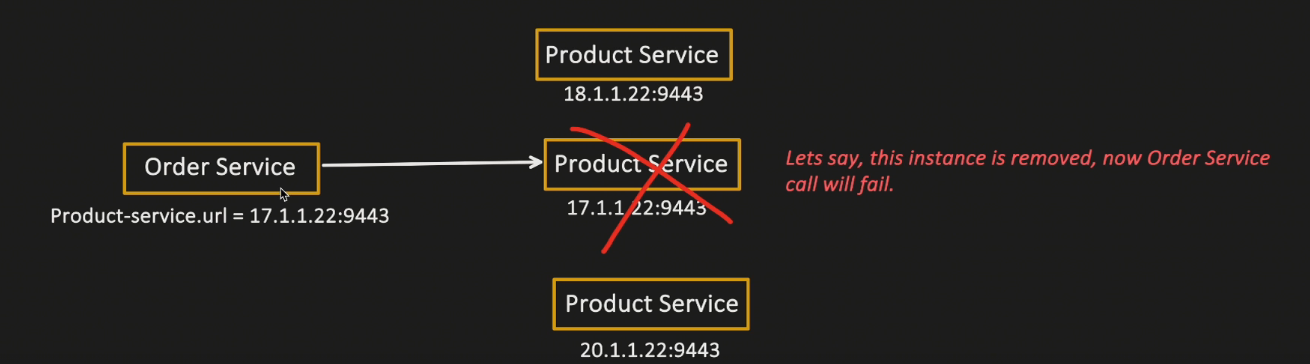 Product Service
18.1.1.22:9443
Order Service
Product-service.url = 17.1.1.22:9443
Product Service
17.1.1.22:9443
Lets say, this instance is removed, now Order Service
call will fail.
Product Service
20.1.1.22:9443